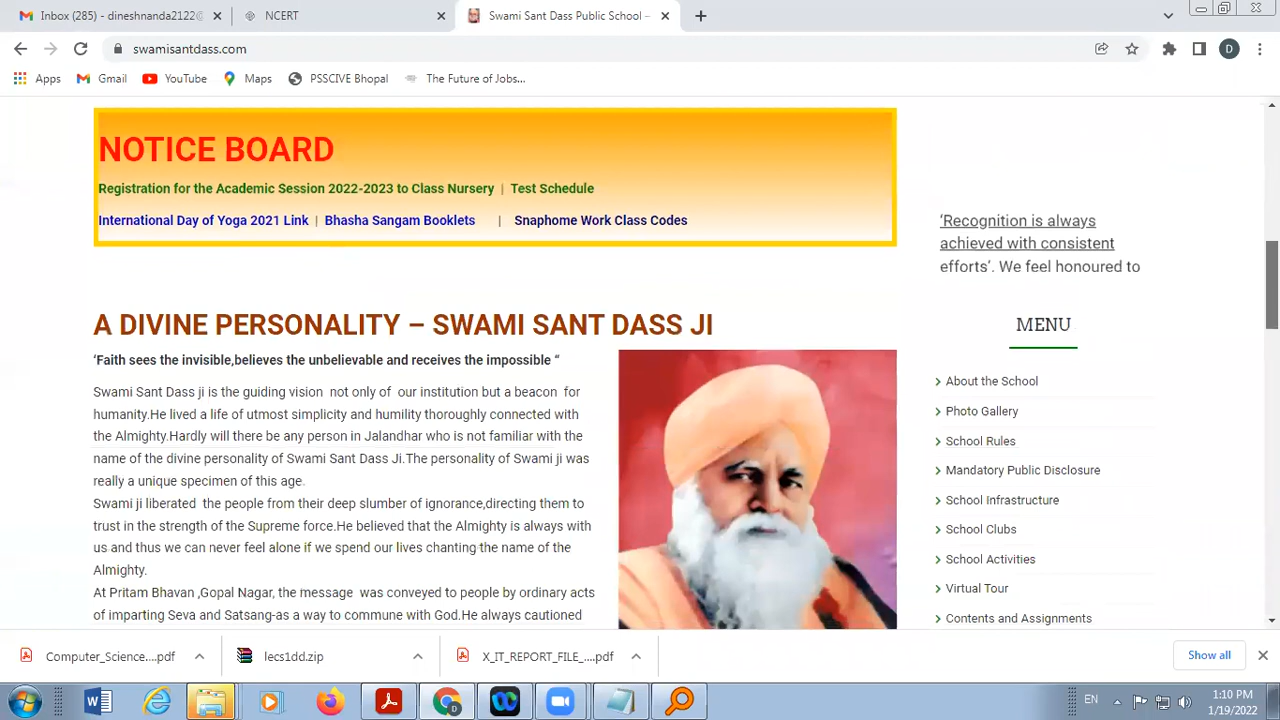 Inbox (285) - dineshnanda2122@
NCERT
Swami Sant Dass Public School –
swamisantdass.com
D
Apps
Gmail
YouTube
Maps
PSSCIVE Bhopal
The Future of Jobs...
NOTICE BOARD
Registration for the Academic Session 2022-2023 to Class Nursery | Test Schedule
International Day of Yoga 2021 Link | Bhasha Sangam Booklets | Snaphome Work Class Codes
'Recognition is always
achieved with consistent
efforts'. We feel honoured to
A DIVINE PERSONALITY – SWAMI SANT DASS JI
'Faith sees the invisible,believes the unbelievable and receives the impossible "
Swami Sant Dass ji is the guiding vision not only of our institution but a beacon for
humanity.He lived a life of utmost simplicity and humility thoroughly connected with
the Almighty.Hardly will there be any person in Jalandhar who is not familiar with the
name of the divine personality of Swami Sant Dass Ji.The personality of Swami ji was
really a unique specimen of this age.
Swami ji liberated the people from their deep slumber of ignorance,directing them to
trust in the strength of the Supreme force.He believed that the Almighty is always with
us and thus we can never feel alone if we spend our lives chanting the name of the
Almighty.
At Pritam Bhavan ,Gopal Nagar, the message was conveyed to people by ordinary acts
of imparting Seva and Satsang-as a way to commune with God.He always cautioned
MENU
About the School
Photo Gallery
School Rules
Mandatory Public Disclosure
School Infrastructure
School Clubs
School Activities
Virtual Tour
Contents and Assignments
Computer_Science....pdf
lecs1dd.zip
X_IT_REPORT_FILE_....pdf
Show all
EN
1:10 PM
1/19/2022